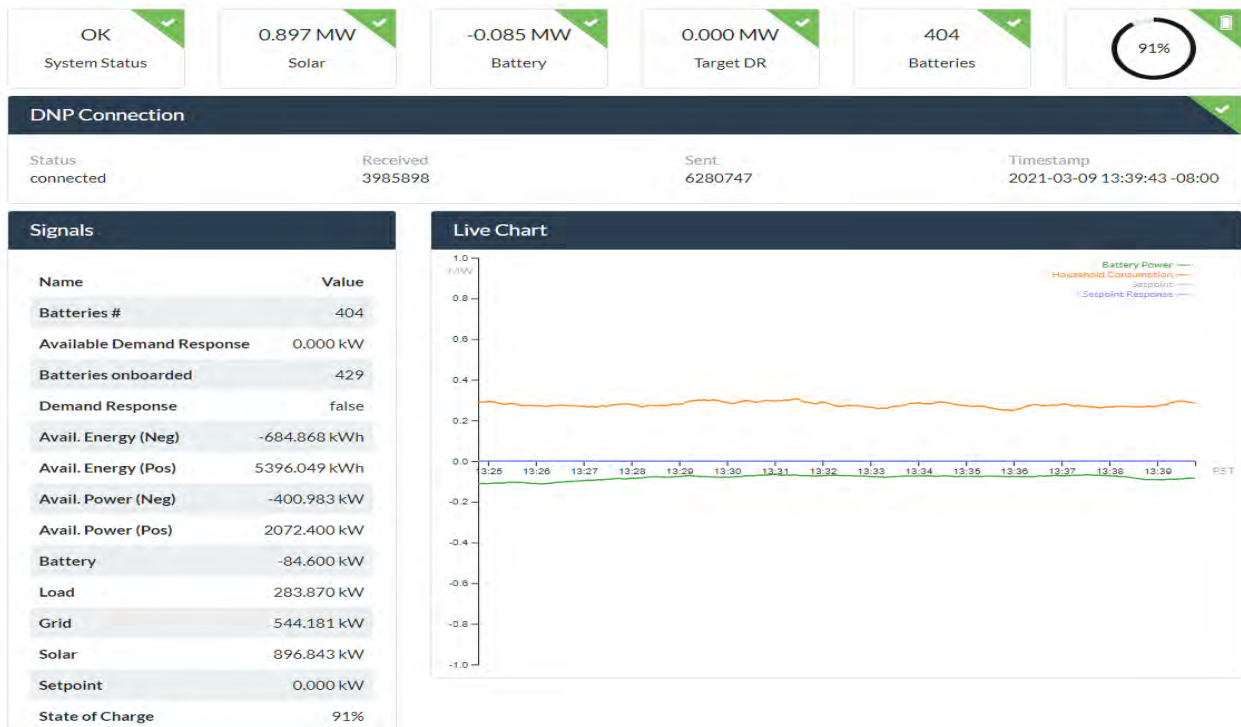 OK
System Status
0.897 MW
Solar
-0.085 MW
Battery
0.000 MW
Target DR
404
Batteries
91%
DNP Connection
Status
connected
Received
3985898
Sent
6280747
Timestamp
2021-03-09 13:39:43 -08:00
Signals
Name Value
Batteries # 404
Available Demand Response 0.000 kW
Batteries onboarded 429
Demand Response false
Avail. Energy (Neg) -684.868 kWh
Avail. Energy (Pos) 5396.049 kWh
Avail. Power (Neg) -400.983 kW
Avail. Power (Pos) 2072.400 kW
Battery -84.600 kW
Load 283.870 kW
Grid 544.181 kW
Solar 896.843 kW
Setpoint 0.000 kW
State of Charge 91%
Live Chart
MW
Battery Power
Household Consumption
Setpoint
Setpoint Response
1.0
0.8
0.6
0.4
0.2
0.0
13:25 13:26 13:27 13:28 13:29 13:30 13:31 13:32 13:33 13:34 13:35 13:36 13:37 13:38 13:39 PST
-0.2
-0.4
-0.6
-0.8
-1.0